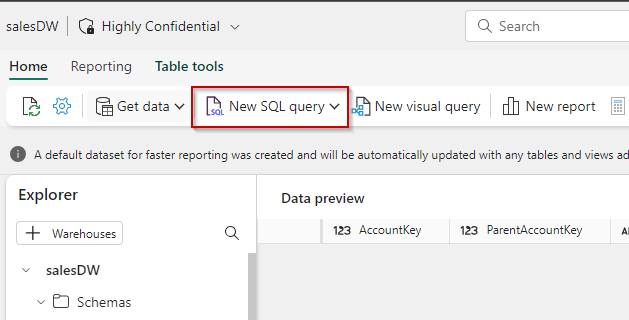 salesDW Highly Confidential Search
Home Reporting Table tools
Get data SQL New SQL query New visual query New report
A default dataset for faster reporting was created and will be automatically updated with any tables and views ad
Explorer Data preview
+ Warehouses 123 AccountKey 123 ParentAccountKey
salesDW
Schemas